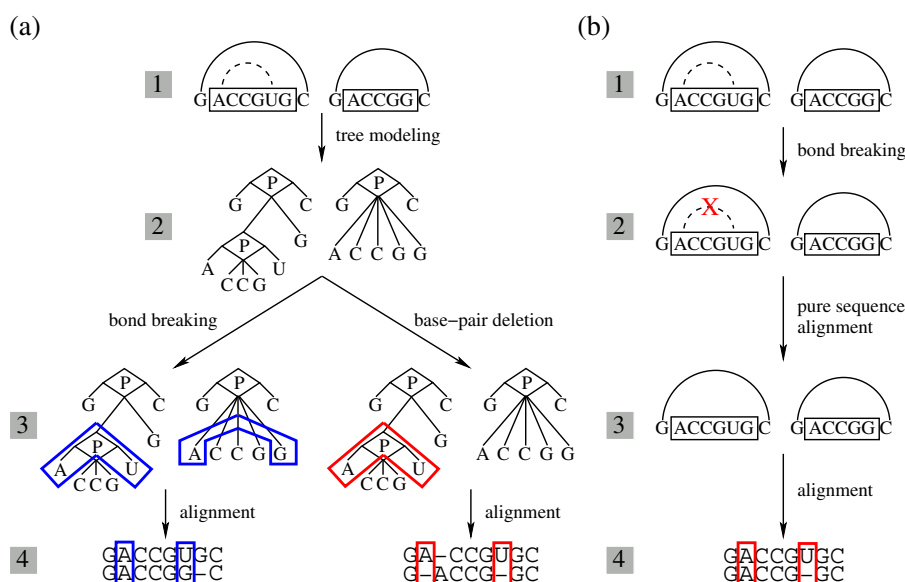 (a)
1
G ACCGUGC G ACCGG C
tree modeling
2
P P
G C G C
G
P
A U A C C G G
C C G
bond breaking base-pair deletion
3
P P P P
G C G C G C G C
G G
P P
A U A C C G G A U A C C G G
C C G C C G
alignment alignment
4
GACCGUGC GA-CCGUGC
GACCGG-C G-ACCG-GC
(b)
1
G ACCGUG C G ACCGG C
bond breaking
2
X
G ACCGUG C G ACCGG C
pure sequence
alignment
3
G ACCGUG C G ACCGG C
alignment
4
GACCGUGC
GACCG-GC